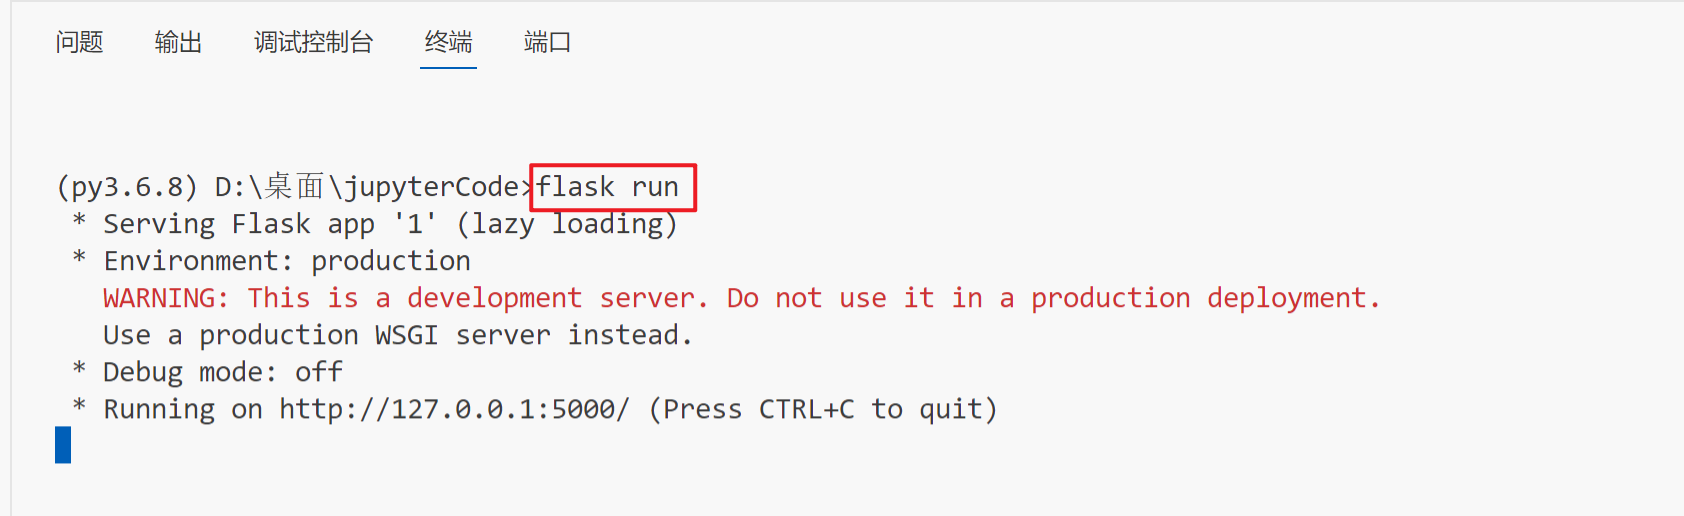 问题 输出 调试控制台 终端 端口
(py3.6.8) D:\桌面\jupyterCode>flask run
* Serving Flask app '1' (lazy loading)
* Environment: production
WARNING: This is a development server. Do not use it in a production deployment.
Use a production WSGI server instead.
* Debug mode: off
* Running on http://127.0.0.1:5000/ (Press CTRL+C to quit)